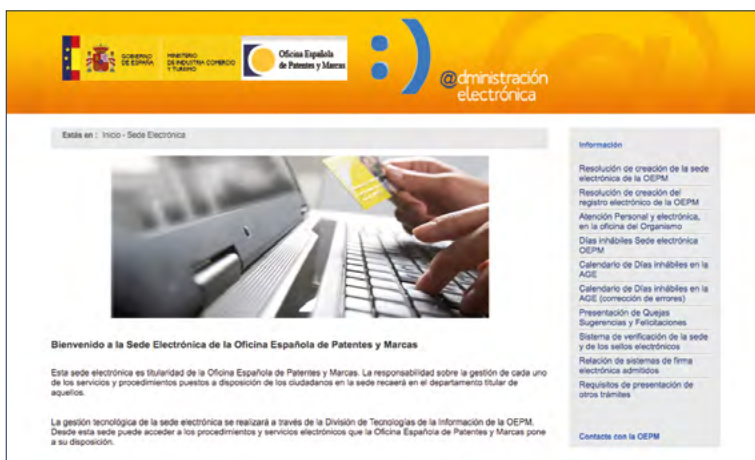 GOBIERNO
DE ESPAÑA
MINISTERIO
DE INDUSTRIA COMERCIO
Y TURISMO
Oficina Española
de Patentes y Marcas
:)
@dministración
electrónica
Estás en : Inicio - Sede Electrónica
Bienvenido a la Sede Electrónica de la Oficina Española de Patentes y Marcas
Esta sede electrónica es titularidad de la Oficina Española de Patentes y Marcas. La responsabilidad sobre la gestión de cada uno
de los servicios y procedimientos puestos a disposición de los ciudadanos en la sede recaerá en el departamento titular de
aquellos.
La gestión tecnológica de la sede electrónica se realizará a través de la División de Tecnologías de la Información de la OEPM.
Desde esta sede puede acceder a los procedimientos y servicios electrónicos que la Oficina Española de Patentes y Marcas pone
a su disposición.
Información
Resolución de creación de la sede
electrónica de la OEPM
Resolución de creación del
registro electrónico de la OEPM
Atención Personal y electrónica,
en la oficina del Organismo
Días inhábiles Sede electrónica
OEPM
Calendario de Días inhábiles en la
AGE
Calendario de Días inhábiles en la
AGE (corrección de errores)
Presentación de Quejas
Sugerencias y Felicitaciones
Sistema de verificación de la sede
y de los sellos electrónicos
Relación de sistemas de firma
electrónica admitidos
Requisitos de presentación de
otros trámites
Contacte con la OEPM